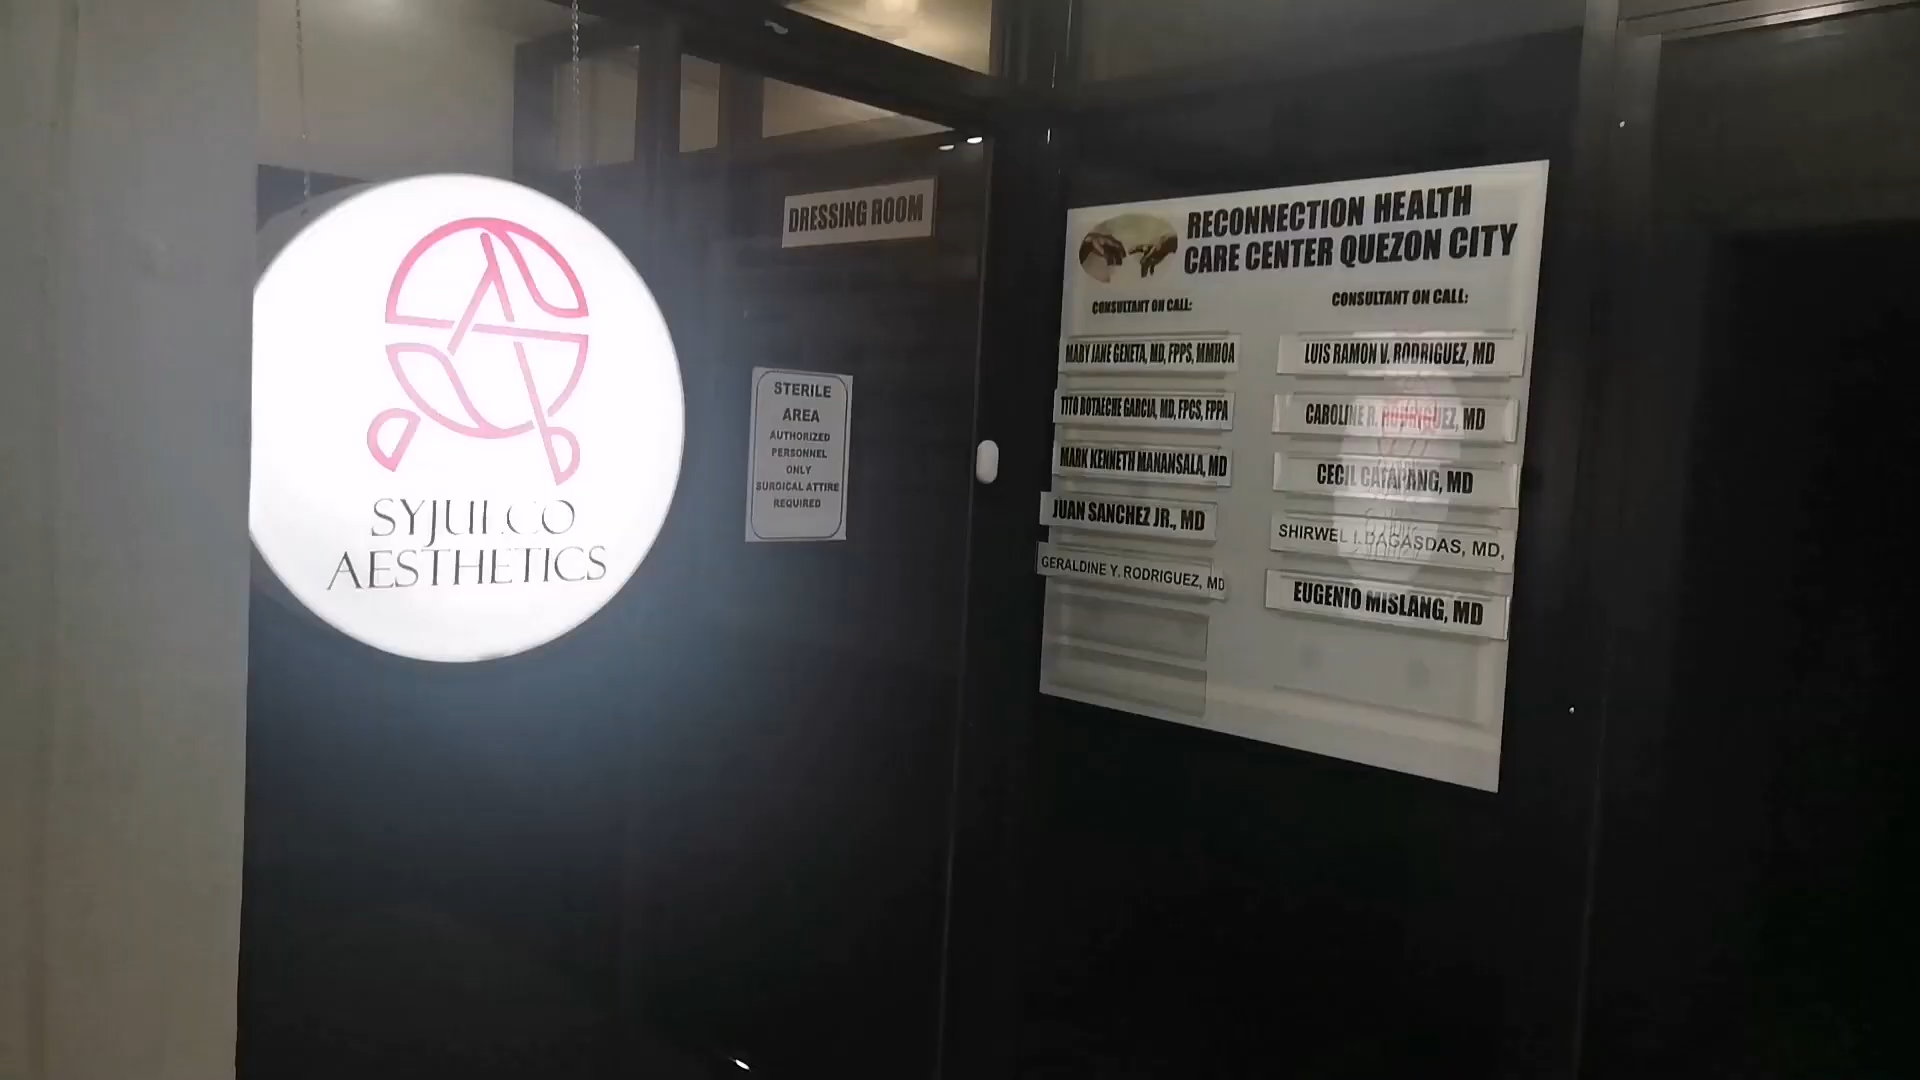 SYJULCO
AESTHETICS
DRESSING ROOM
STERILE
AREA
AUTHORIZED
PERSONNEL
ONLY
SURGICAL ATTIRE
REQUIRED
RECONNECTION HEALTH
CARE CENTER QUEZON CITY
CONSULTANT ON CALL:
MARY JANE GENETA, MD, FPPS, MMHOA
TITO BOTAECHE GARCIA, MD, FPCS, FPPA
MARK KENNETH MANANSALA, MD
JUAN SANCHEZ JR., MD
GERALDINE Y. RODRIGUEZ, MD
CONSULTANT ON CALL:
LUIS RAMON V. RODRIGUEZ, MD
CAROLINE R. RODRIGUEZ, MD
CECIL CATAPANG, MD
SHIRWEL I. DAGASDAS, MD,
EUGENIO MISLANG, MD